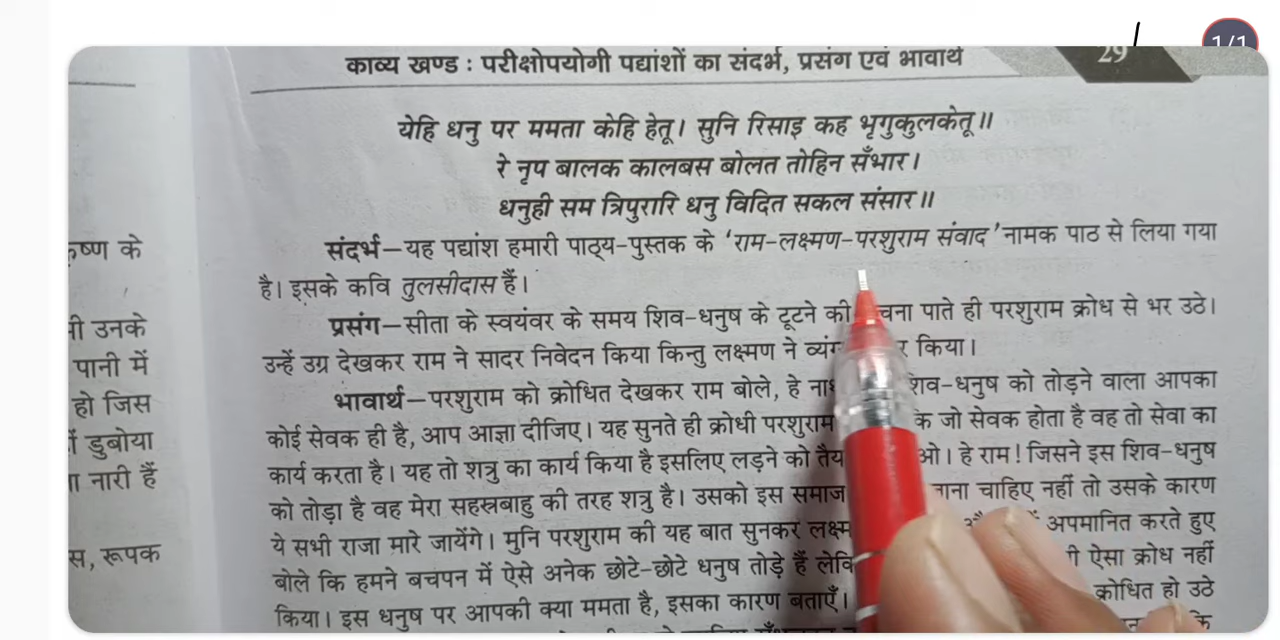 1/1
काव्य खण्ड : परीक्षोपयोगी पद्यांशों का संदर्भ, प्रसंग एवं भावार्थ 29
येहि धनु पर ममता केहि हेतू। सुनि रिसाइ कह भृगुकुलकेतू॥
रे नृप बालक कालबस बोलत तोहिन सँभार।
धनुही सम त्रिपुरारि धनु विदित सकल संसार॥
संदर्भ–यह पद्यांश हमारी पाठ्य-पुस्तक के 'राम-लक्ष्मण-परशुराम संवाद' नामक पाठ से लिया गया
है। इसके कवि तुलसीदास हैं।
प्रसंग–सीता के स्वयंवर के समय शिव-धनुष के टूटने की पाते ही परशुराम क्रोध से भर उठे।
उन्हें उग्र देखकर राम ने सादर निवेदन किया किन्तु लक्ष्मण ने किया।
भावार्थ–परशुराम को क्रोधित देखकर राम बोले, हे शिव-धनुष को तोड़ने वाला आपका
कोई सेवक ही है, आप आज्ञा दीजिए। यह सुनते ही क्रोधी परशुराम कि जो सेवक होता है वह तो सेवा का
कार्य करता है। यह तो शत्रु का कार्य किया है इसलिए लड़ने को हे राम! जिसने इस शिव-धनुष
को तोड़ा है वह मेरा सहस्रबाहु की तरह शत्रु है। उसको इस समाज चाहिए नहीं तो उसके कारण
ये सभी राजा मारे जायेंगे। मुनि परशुराम की यह बात सुनकर अपमानित करते हुए
बोले कि हमने बचपन में ऐसे अनेक छोटे-छोटे धनुष तोड़े हैं ऐसा क्रोध नहीं
किया। इस धनुष पर आपकी क्या ममता है, इसका कारण बताएँ। क्रोधित हो उठे
कृष्ण के
उनके
पानी में
हो जिस
डुबोया
नारी हैं
रूपक